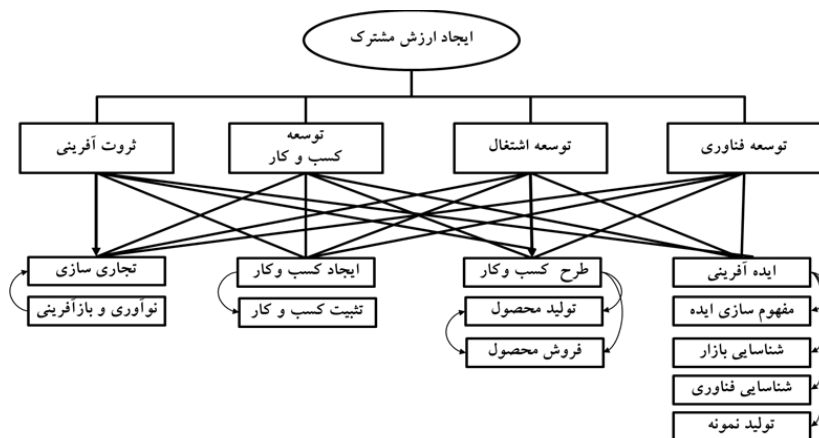 ایجاد ارزش مشترک
توسعه فناوری
توسعه اشتغال
توسعه
کسب و کار
ثروت آفرینی
ایده آفرینی
طرح کسب وکار
ایجاد کسب وکار
تجاری سازی
مفهوم سازی ایده
تولید محصول
تثبیت کسب و کار
نوآوری و بازآفرینی
شناسایی بازار
فروش محصول
شناسایی فناوری
تولید نمونه